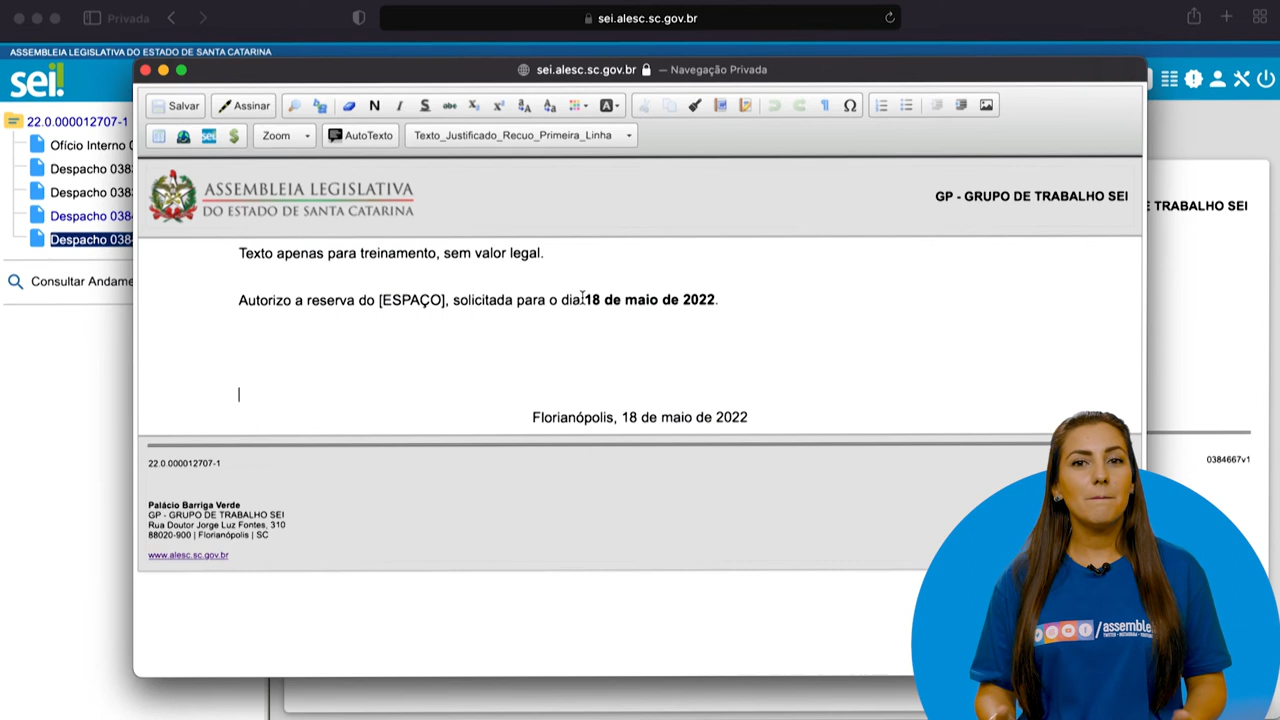 Privada
sei.alesc.sc.gov.br
ASSEMBLEIA LEGISLATIVA DO ESTADO DE SANTA CATARINA
sei!
sei.alesc.sc.gov.br — Navegação Privada
Salvar
Assinar
N
I
S
abc
Zoom
AutoTexto
Texto_Justificado_Recuo_Primeira_Linha
22.0.000012707-1
Ofício Interno
Despacho 038
Despacho 038
Despacho 038
Despacho 038
Consultar Andame
ASSEMBLEIA LEGISLATIVA
DO ESTADO DE SANTA CATARINA
GP - GRUPO DE TRABALHO SEI
E TRABALHO SEI
Texto apenas para treinamento, sem valor legal.
Autorizo a reserva do [ESPAÇO], solicitada para o dia 18 de maio de 2022.
Florianópolis, 18 de maio de 2022
22.0.000012707-1
0384667v1
Palácio Barriga Verde
GP - GRUPO DE TRABALHO SEI
Rua Doutor Jorge Luz Fontes, 310
88020-900 | Florianópolis | SC
www.alesc.sc.gov.br
/assemble